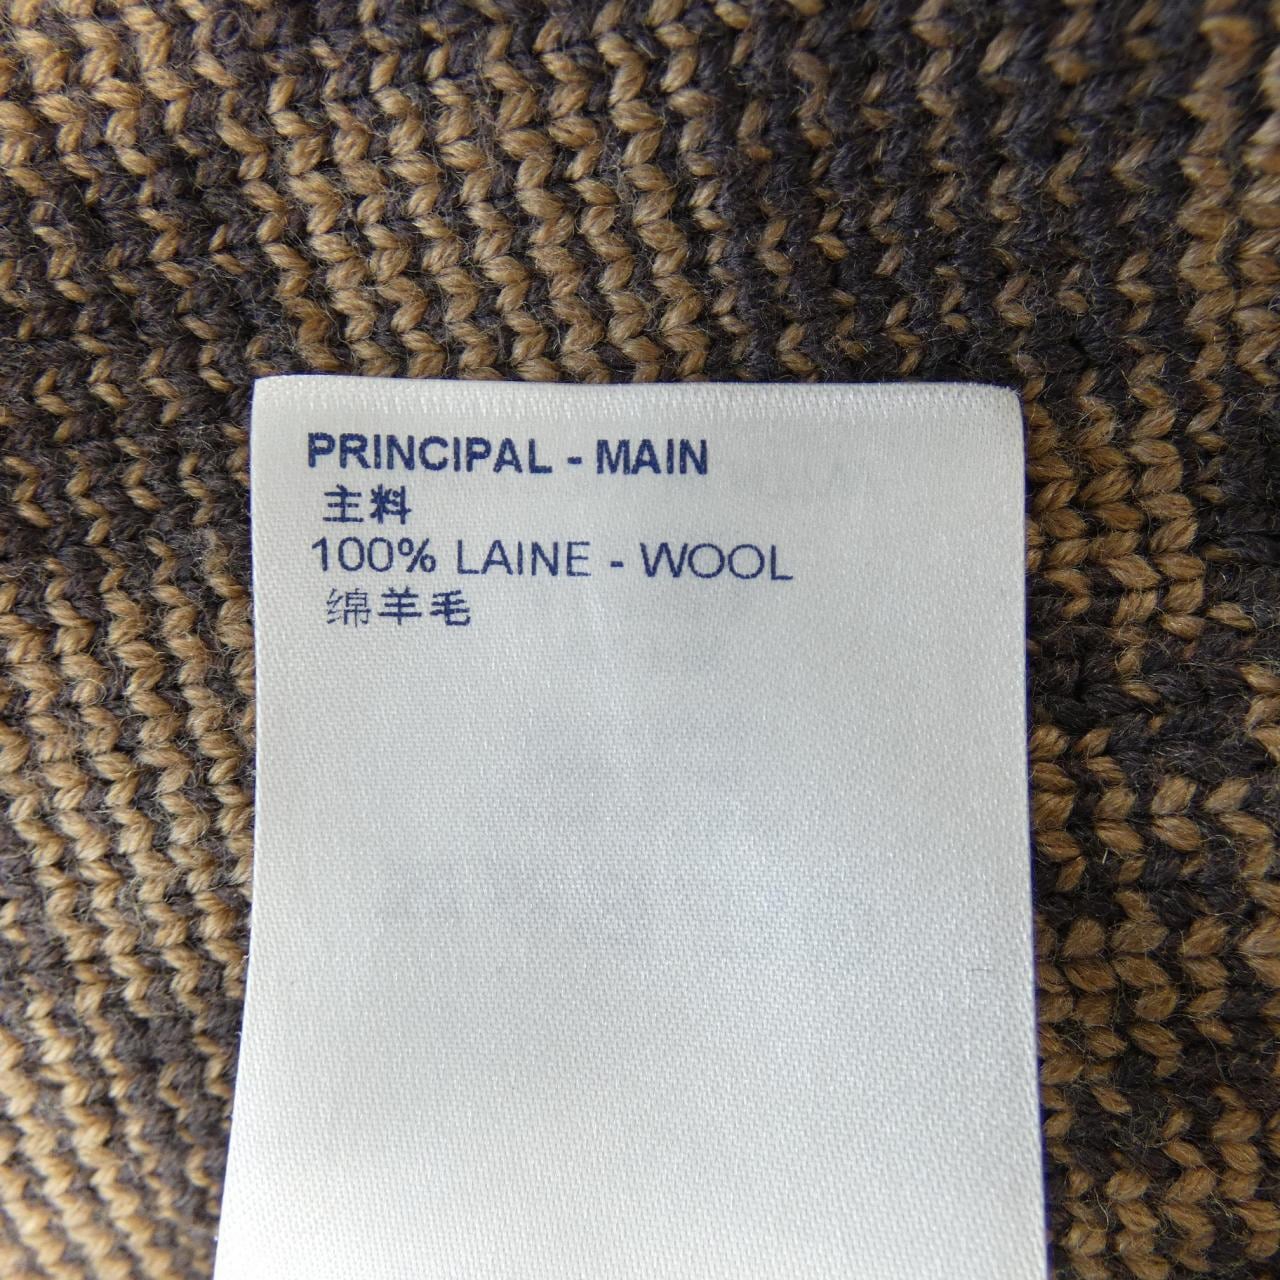 PRINCIPAL - MAIN
主料
100% LAINE - WOOL
绵羊毛